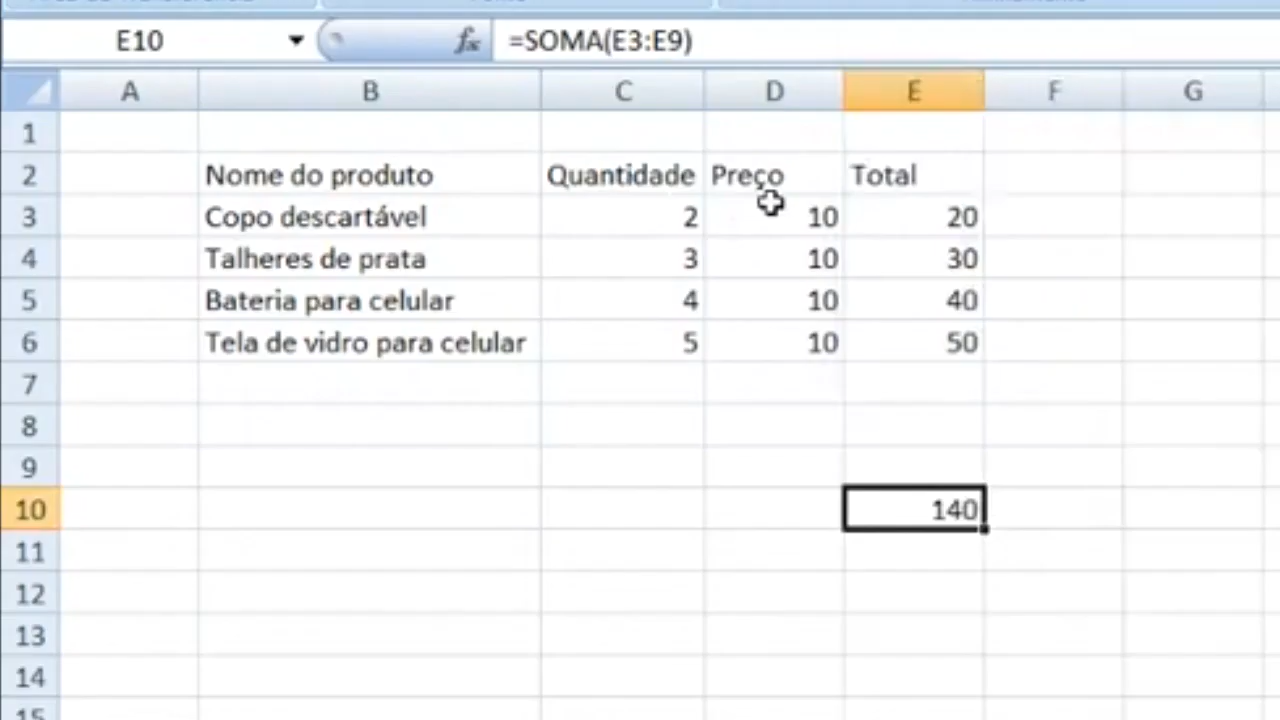 E10 fx =SOMA(E3:E9)
A B C D E F G
1
2 Nome do produto Quantidade Preço Total
3 Copo descartável 2 10 20
4 Talheres de prata 3 10 30
5 Bateria para celular 4 10 40
6 Tela de vidro para celular 5 10 50
7
8
9
10 140
11
12
13
14
15